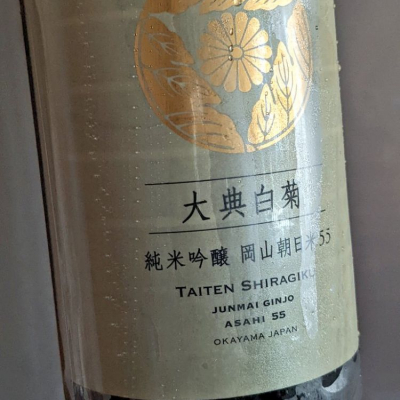 大典白菊
純米吟醸 岡山朝日米55
TAITEN SHIRAGIKU
JUNMAI GINJO
ASAHI 55
OKAYAMA JAPAN